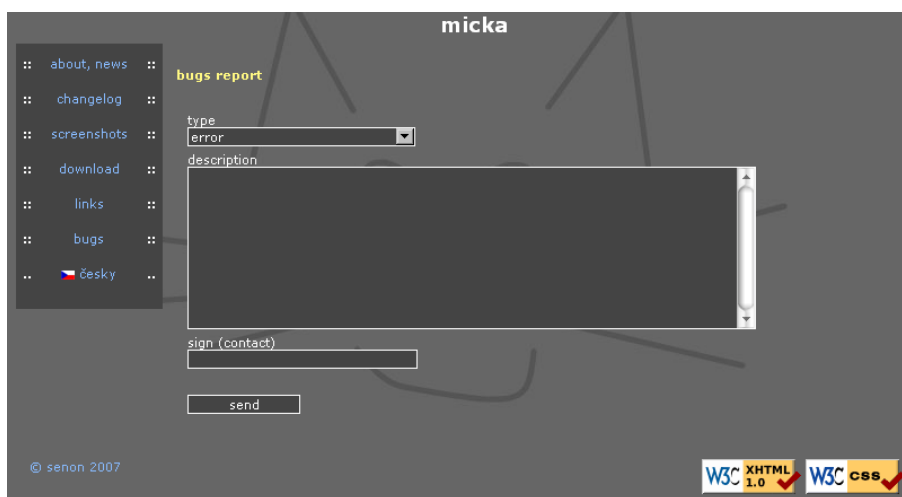 micka
:: about, news ::
:: changelog ::
:: screenshots ::
:: download ::
:: links ::
:: bugs ::
.. česky ..
bugs report
type
error
description
sign (contact)
send
© senon 2007
W3C XHTML 1.0
W3C css